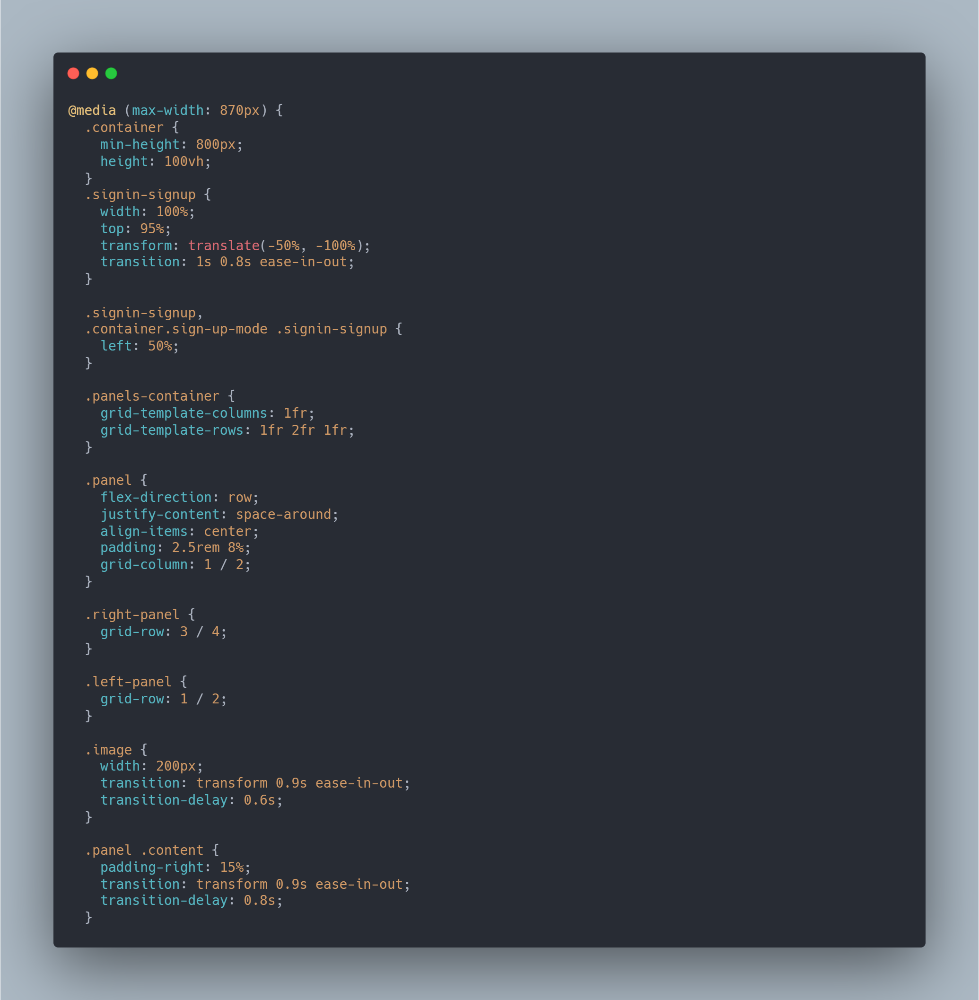 @media (max-width: 870px) {
  .container {
    min-height: 800px;
    height: 100vh;
  }
  .signin-signup {
    width: 100%;
    top: 95%;
    transform: translate(-50%, -100%);
    transition: 1s 0.8s ease-in-out;
  }

  .signin-signup,
  .container.sign-up-mode .signin-signup {
    left: 50%;
  }

  .panels-container {
    grid-template-columns: 1fr;
    grid-template-rows: 1fr 2fr 1fr;
  }

  .panel {
    flex-direction: row;
    justify-content: space-around;
    align-items: center;
    padding: 2.5rem 8%;
    grid-column: 1 / 2;
  }

  .right-panel {
    grid-row: 3 / 4;
  }

  .left-panel {
    grid-row: 1 / 2;
  }

  .image {
    width: 200px;
    transition: transform 0.9s ease-in-out;
    transition-delay: 0.6s;
  }

  .panel .content {
    padding-right: 15%;
    transition: transform 0.9s ease-in-out;
    transition-delay: 0.8s;
  }